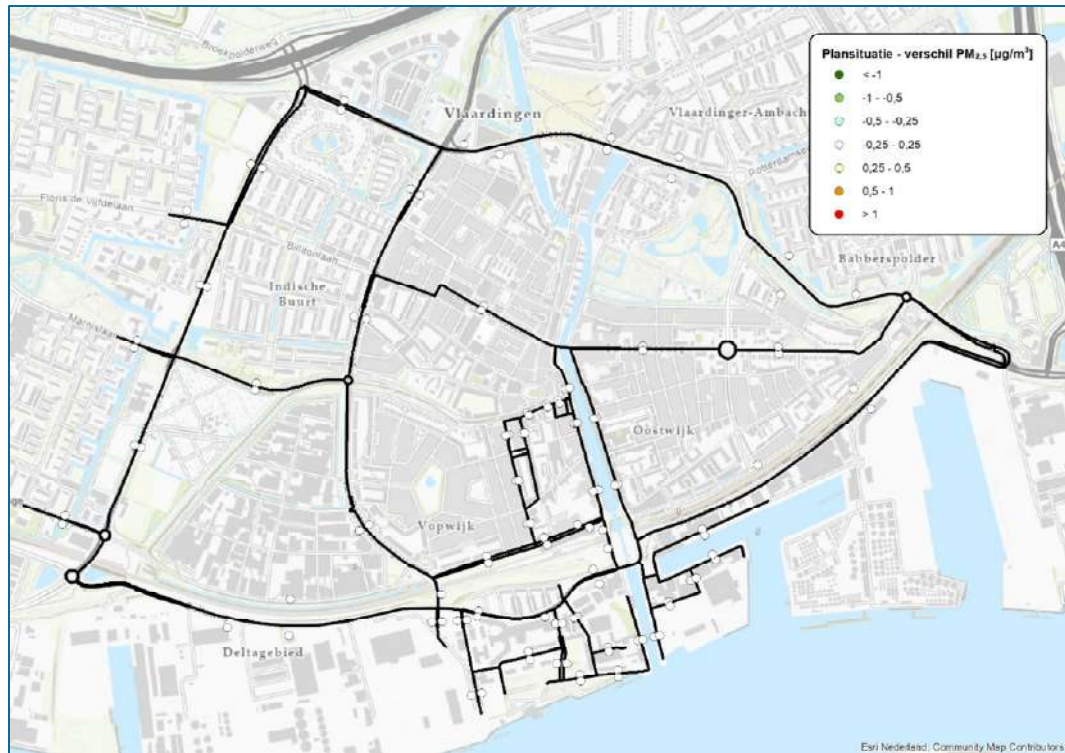 Plansituatie - verschil PM2,5 [µg/m³]
< -1
-1 - -0,5
-0,5 - -0,25
-0,25 - 0,25
0,25 - 0,5
0,5 - 1
> 1
Broekpolderweg
Vlaardingen
Vlaardinger-Ambach
Rotterdamse
Floris de Vijfdelaan
Billitonlaan
Babberspolder
A4
Indische
Buurt
Marnixlaan
Oostwijk
Vopwijk
Deltagebied
Esri Nederland, Community Map Contributors